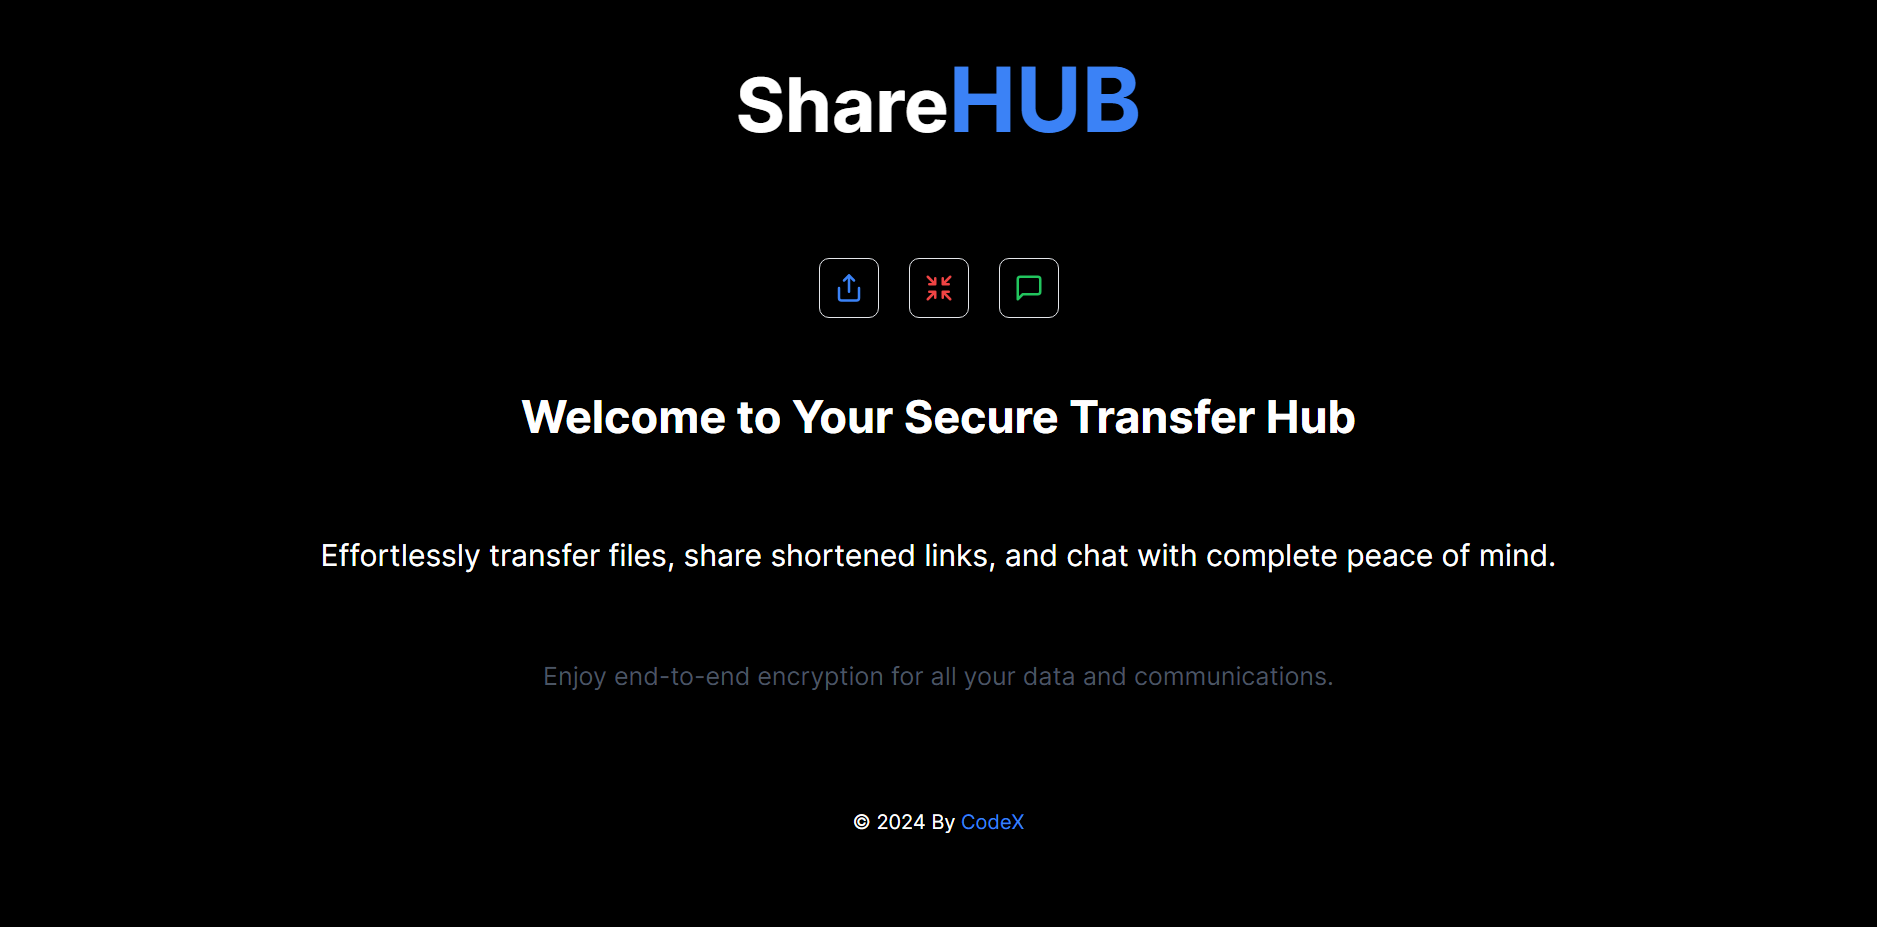 ShareHUB
Welcome to Your Secure Transfer Hub
Effortlessly transfer files, share shortened links, and chat with complete peace of mind.
Enjoy end-to-end encryption for all your data and communications.
© 2024 By CodeX